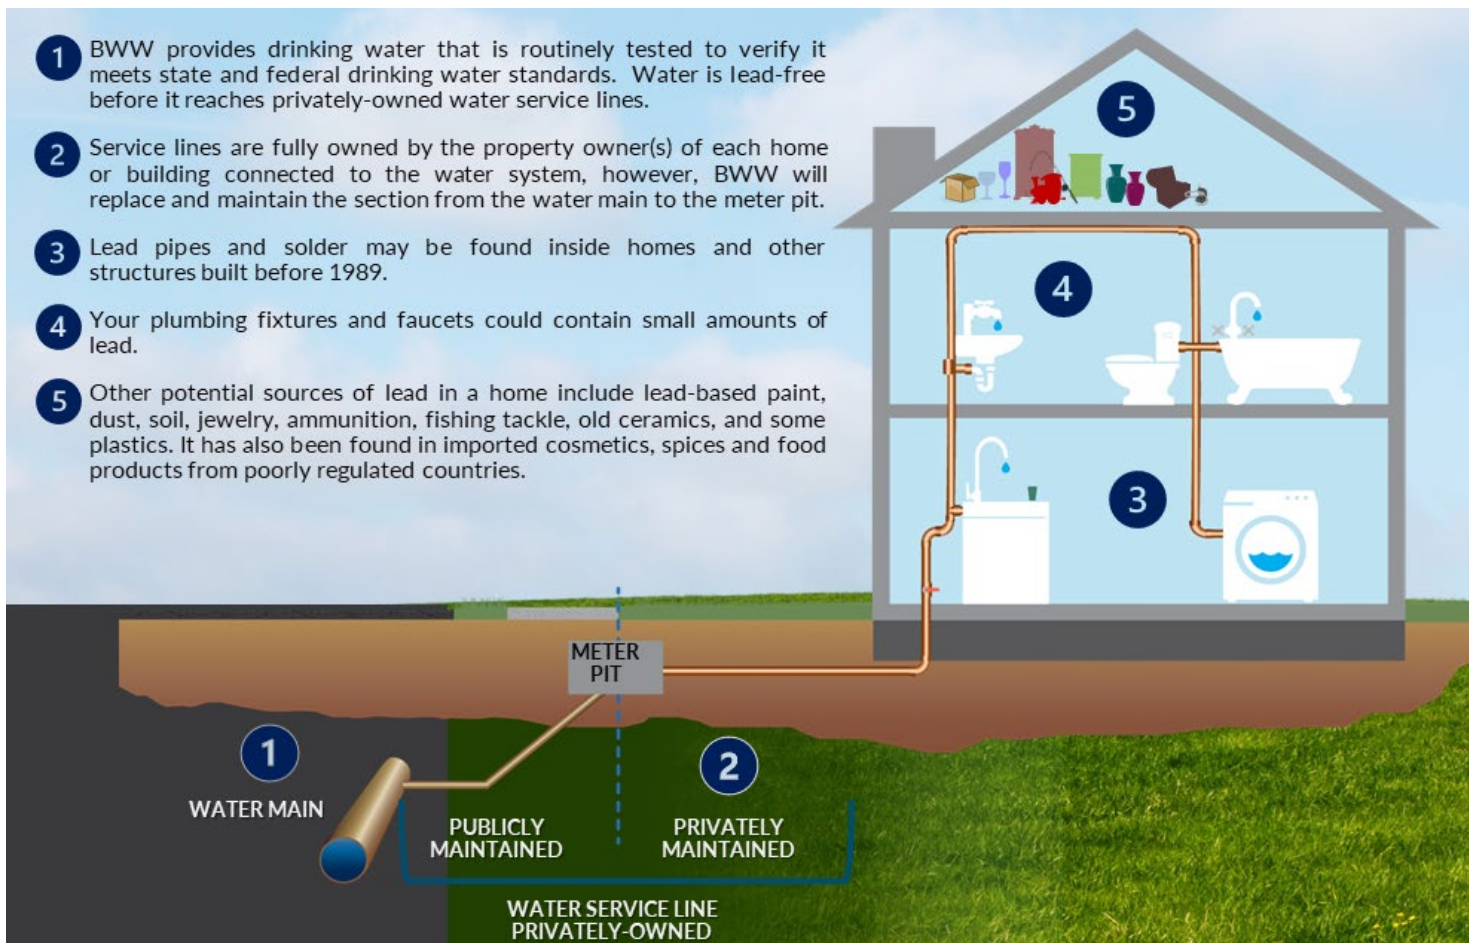 1
BWW provides drinking water that is routinely tested to verify it
meets state and federal drinking water standards. Water is lead-free
before it reaches privately-owned water service lines.
2
Service lines are fully owned by the property owner(s) of each home
or building connected to the water system, however, BWW will
replace and maintain the section from the water main to the meter pit.
3
Lead pipes and solder may be found inside homes and other
structures built before 1989.
4
Your plumbing fixtures and faucets could contain small amounts of
lead.
5
Other potential sources of lead in a home include lead-based paint,
dust, soil, jewelry, ammunition, fishing tackle, old ceramics, and some
plastics. It has also been found in imported cosmetics, spices and food
products from poorly regulated countries.
5
4
3
METER
PIT
1
WATER MAIN
2
PUBLICLY
MAINTAINED
PRIVATELY
MAINTAINED
WATER SERVICE LINE
PRIVATELY-OWNED